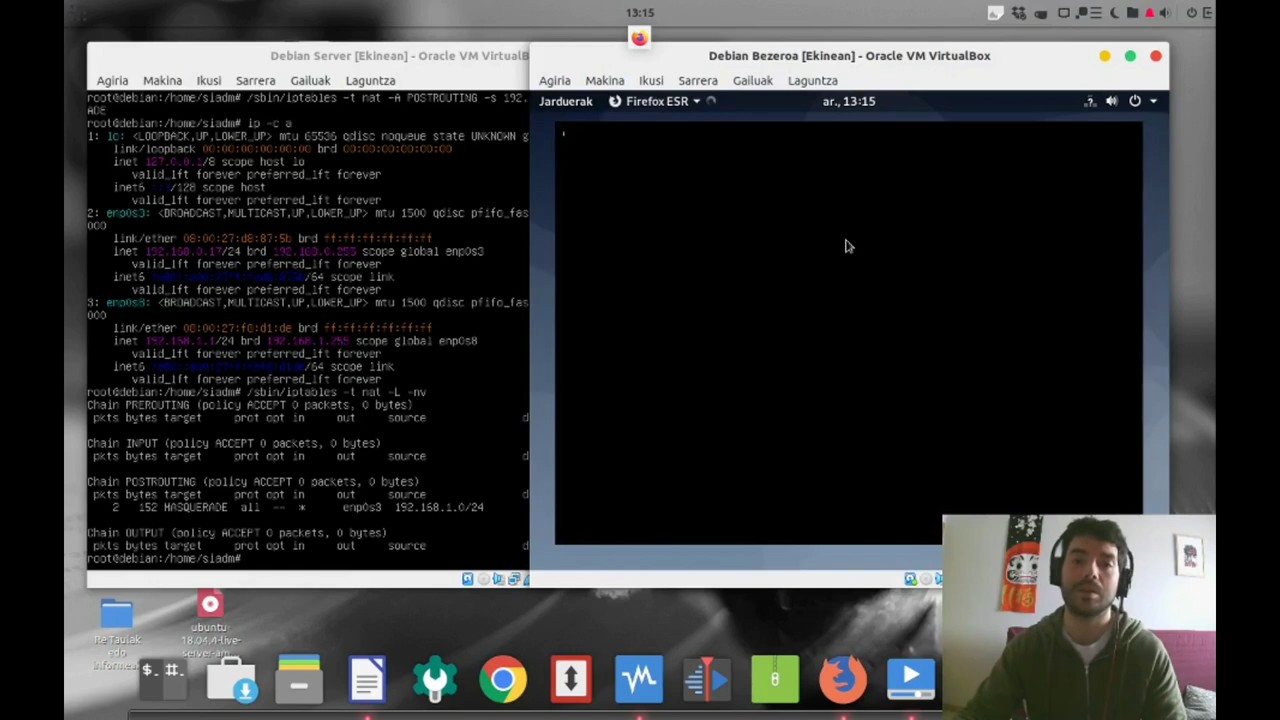 13:15
Debian Server [Ekinean] - Oracle VM VirtualB
Agiria Makina Ikusi Sarrera Gailuak Laguntza
root@debian:/home/siadm# /sbin/iptables -t nat -A POSTROUTING -s 192.
ADE
root@debian:/home/siadm# ip -c a
1: lo: <LOOPBACK,UP,LOWER_UP> mtu 65536 qdisc noqueue state UNKNOWN g
link/loopback 00:00:00:00:00:00 brd 00:00:00:00:00:00
inet 127.0.0.1/8 scope host lo
valid_lft forever preferred_lft forever
inet6 ::1/128 scope host
valid_lft forever preferred_lft forever
2: enp0s3: <BROADCAST,MULTICAST,UP,LOWER_UP> mtu 1500 qdisc pfifo_fas
000
link/ether 08:00:27:d8:87:5b brd ff:ff:ff:ff:ff:ff
inet 192.168.0.17/24 brd 192.168.0.255 scope global enp0s3
valid_lft forever preferred_lft forever
inet6 /64 scope link
valid_lft forever preferred_lft forever
3: enp0s8: <BROADCAST,MULTICAST,UP,LOWER_UP> mtu 1500 qdisc pfifo_fas
000
link/ether 08:00:27:f8:d1:de brd ff:ff:ff:ff:ff:ff
inet 192.168.1.1/24 brd 192.168.1.255 scope global enp0s8
valid_lft forever preferred_lft forever
inet6 /64 scope link
valid_lft forever preferred_lft forever
root@debian:/home/siadm# /sbin/iptables -t nat -L -nv
Chain PREROUTING (policy ACCEPT 0 packets, 0 bytes)
pkts bytes target prot opt in out source d
Chain INPUT (policy ACCEPT 0 packets, 0 bytes)
pkts bytes target prot opt in out source d
Chain POSTROUTING (policy ACCEPT 0 packets, 0 bytes)
pkts bytes target prot opt in out source d
2 152 MASQUERADE all -- * enp0s3 192.168.1.0/24
Chain OUTPUT (policy ACCEPT 0 packets, 0 bytes)
pkts bytes target prot opt in out source d
root@debian:/home/siadm#
Debian Bezeroa [Ekinean] - Oracle VM VirtualBox
Agiria Makina Ikusi Sarrera Gailuak Laguntza
Jarduerak Firefox ESR ar., 13:15
Re Taulak
edo
informes
ubuntu-
18.04.4-live-
server-am...
$_ #_